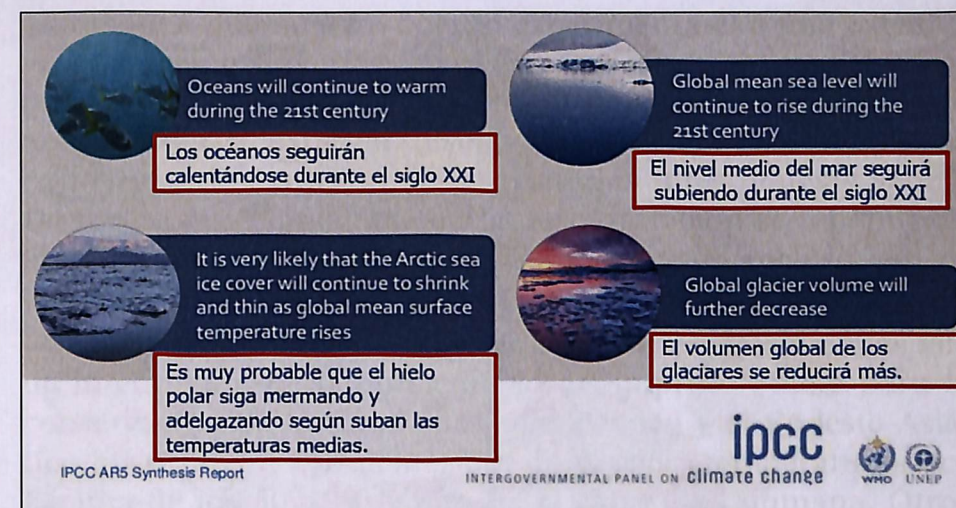 Oceans will continue to warm
during the 21st century
Los océanos seguirán
calentándose durante el siglo XXI
Global mean sea level will
continue to rise during the
21st century
El nivel medio del mar seguirá
subiendo durante el siglo XXI
It is very likely that the Arctic sea
ice cover will continue to shrink
and thin as global mean surface
temperature rises
Es muy probable que el hielo
polar siga mermando y
adelgazando según suban las
temperaturas medias.
Global glacier volume will
further decrease
El volumen global de los
glaciares se reducirá más.
IPCC AR5 Synthesis Report
ipcc
INTERGOVERNMENTAL PANEL ON climate change
WMO
UNEP